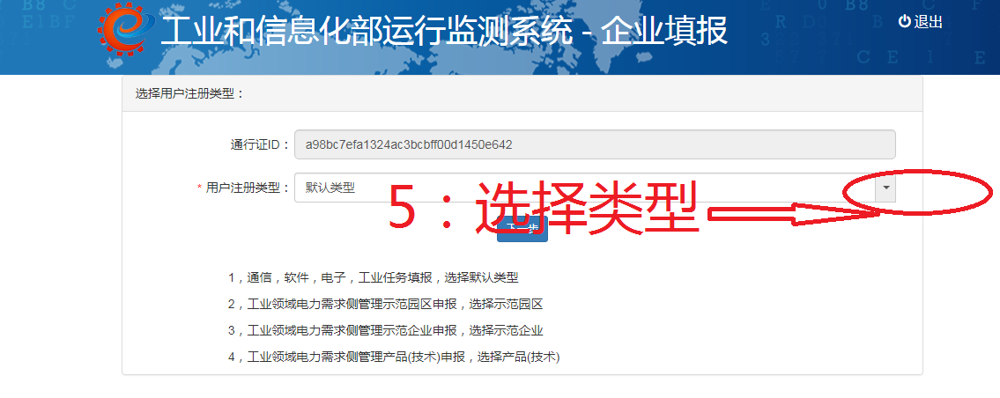 工业和信息化部运行监测系统 - 企业填报
退出
选择用户注册类型：
通行证ID： a98bc7efa1324ac3bcbff00d1450e642
* 用户注册类型： 默认类型
5：选择类型
下一步
1，通信，软件，电子，工业任务填报，选择默认类型
2，工业领域电力需求侧管理示范园区申报，选择示范园区
3，工业领域电力需求侧管理示范企业申报，选择示范企业
4，工业领域电力需求侧管理产品(技术)申报，选择产品(技术)